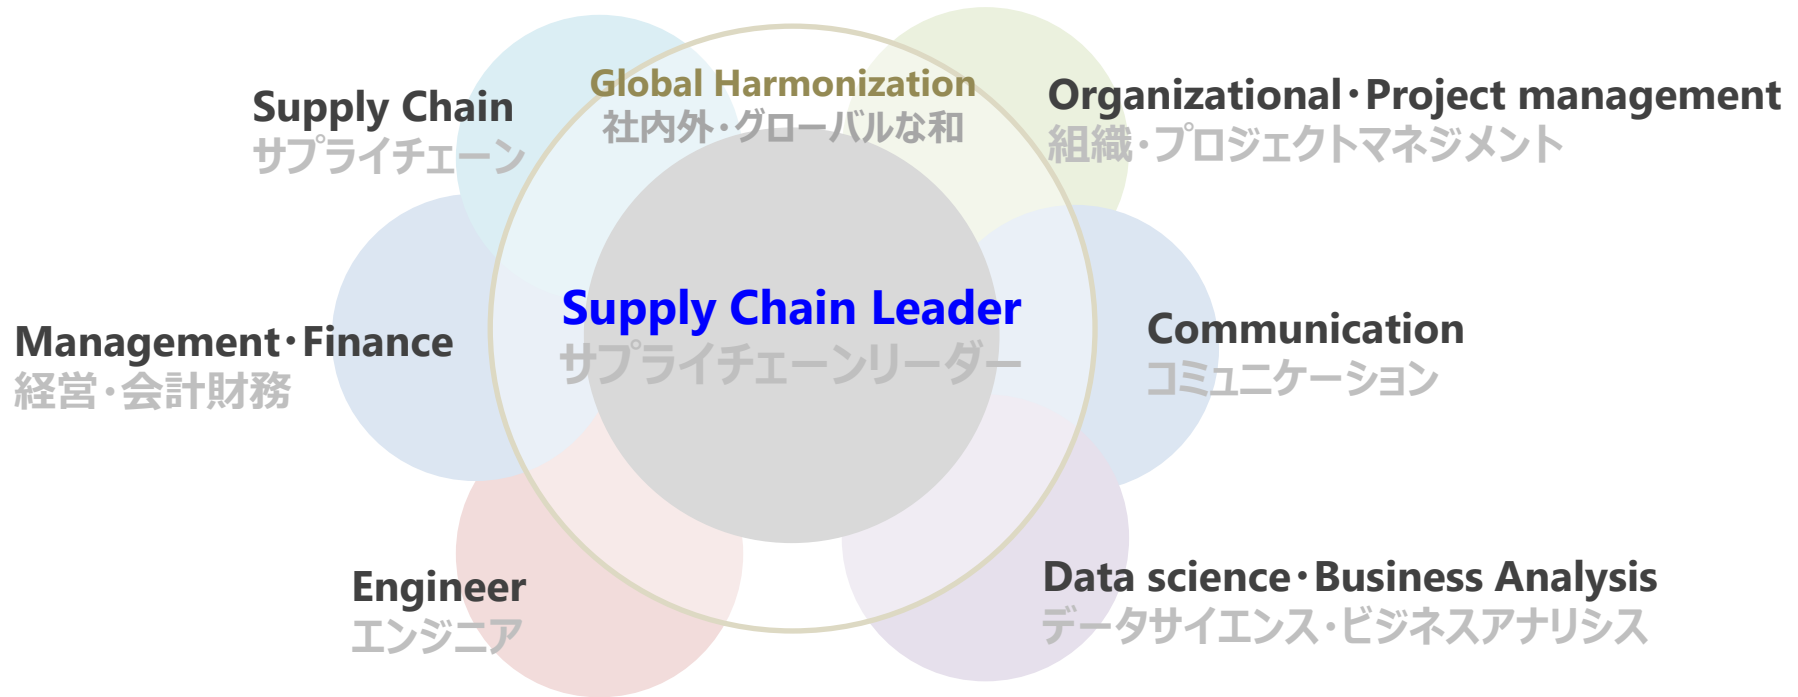 Global Harmonization
社内外・グローバルな和
Supply Chain
サプライチェーン
Organizational・Project management
組織・プロジェクトマネジメント
Supply Chain Leader
サプライチェーンリーダー
Management・Finance
経営・会計財務
Communication
コミュニケーション
Engineer
エンジニア
Data science・Business Analysis
データサイエンス・ビジネスアナリシス